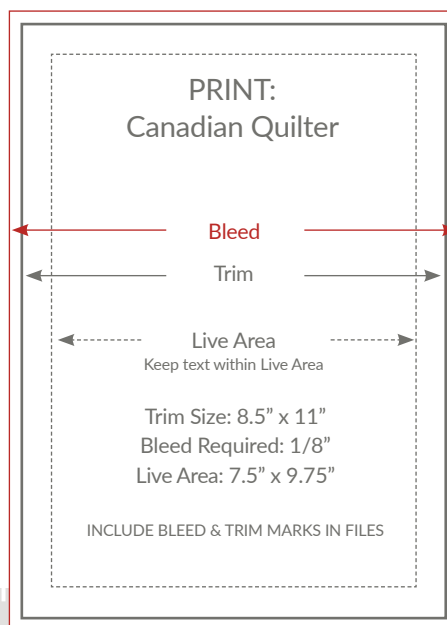 PRINT:
Canadian Quilter
Bleed
Trim
Live Area
Keep text within Live Area
Trim Size: 8.5” x 11”
Bleed Required: 1/8”
Live Area: 7.5” x 9.75”
INCLUDE BLEED & TRIM MARKS IN FILES